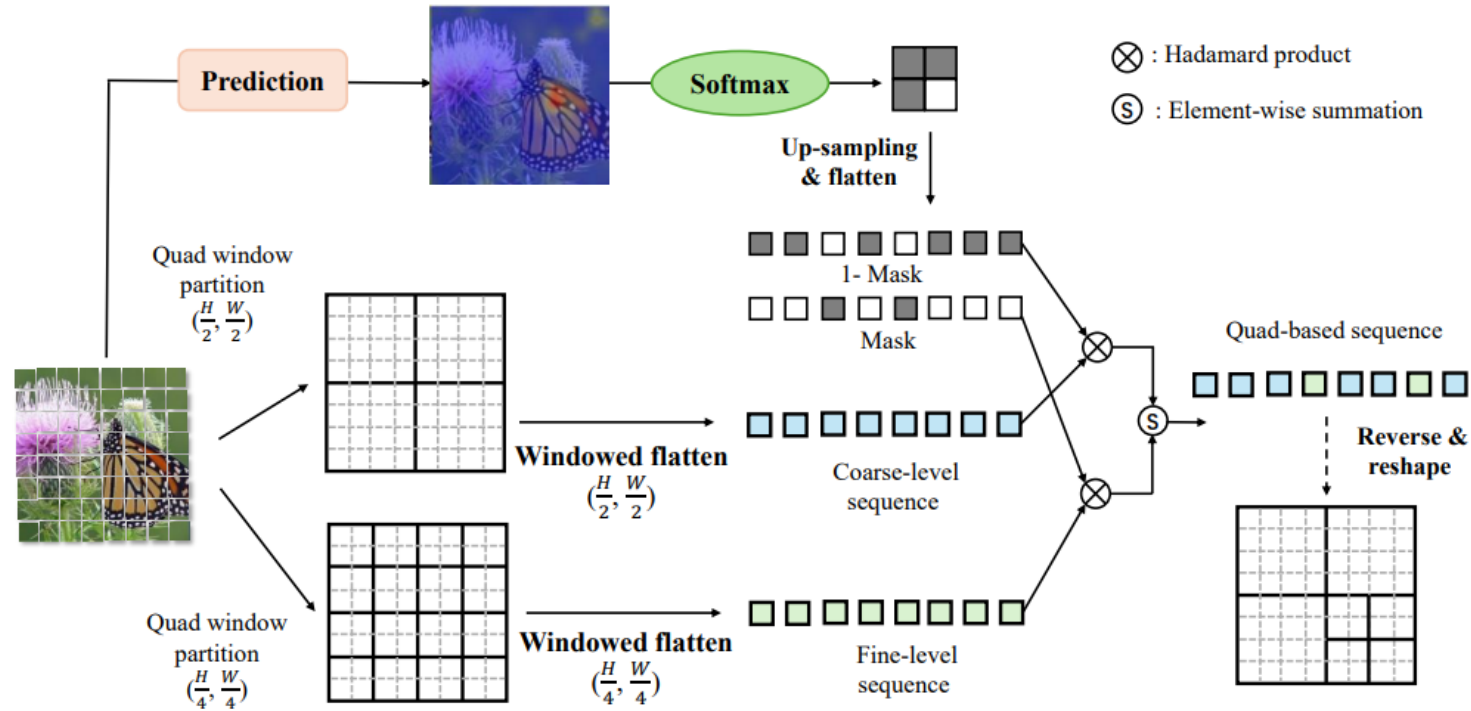 Prediction
Softmax
⊗ : Hadamard product
Ⓢ : Element-wise summation
Up-sampling
& flatten
1- Mask
Mask
Quad window
partition
(H/2, W/2)
Windowed flatten
(H/2, W/2)
Coarse-level
sequence
S
Quad-based sequence
Reverse &
reshape
Quad window
partition
(H/4, W/4)
Windowed flatten
(H/4, W/4)
Fine-level
sequence